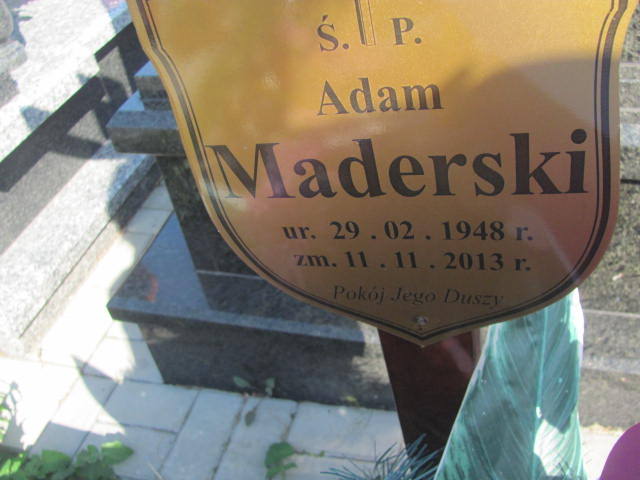 Ś. P.
Adam
Maderski
ur. 29 . 02 . 1948 r.
zm. 11 . 11 . 2013 r.
Pokój Jego Duszy